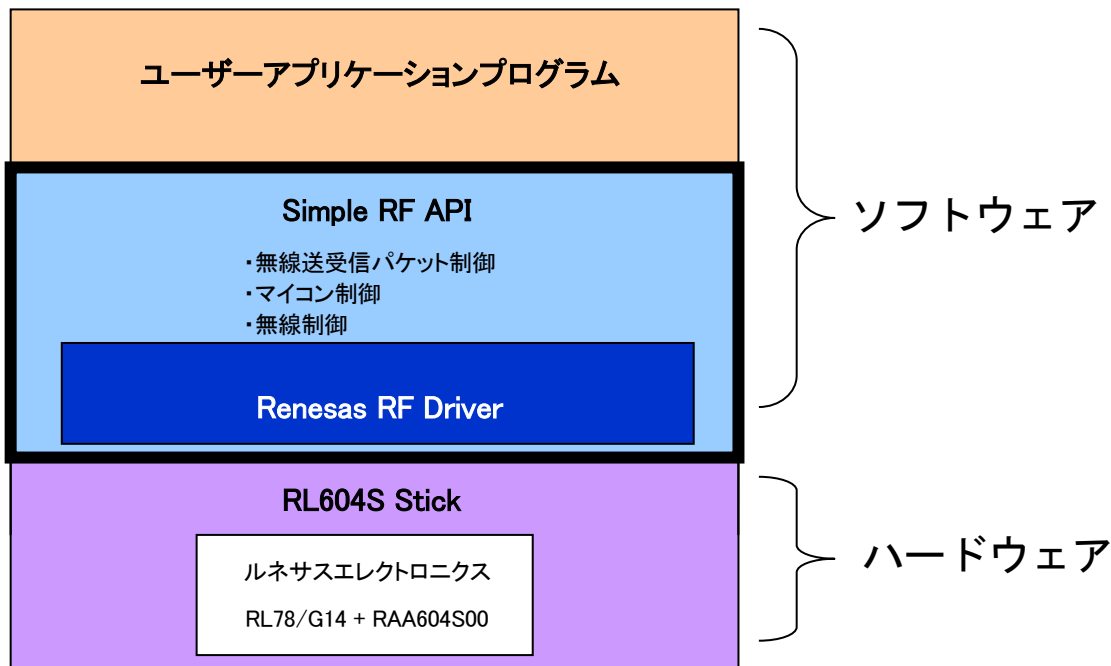 ユーザーアプリケーションプログラム
Simple RF API
・無線送受信パケット制御
・マイコン制御
・無線制御
Renesas RF Driver
ソフトウェア
RL604S Stick
ルネサスエレクトロニクス
RL78/G14 + RAA604S00
ハードウェア